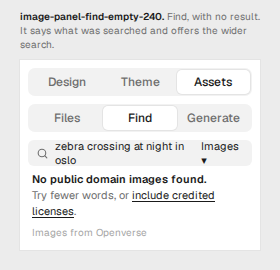 image-panel-find-empty-240. Find, with no result.
It says what was searched and offers the wider
search.
Design Theme Assets
Files Find Generate
zebra crossing at night in Images
oslo ▾
No public domain images found.
Try fewer words, or include credited
licenses.
Images from Openverse